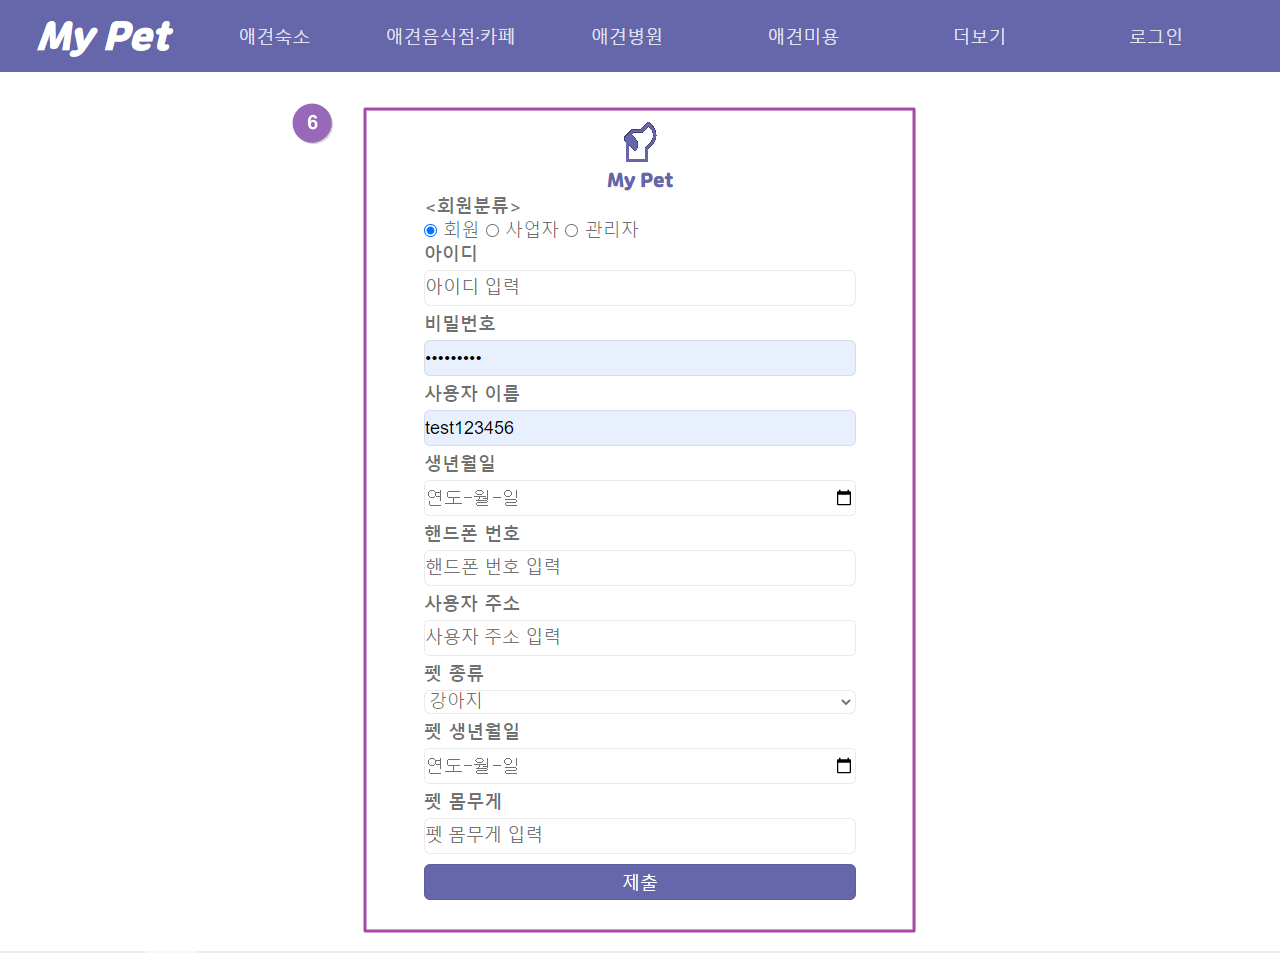 My Pet 애견숙소 애견음식점·카페 애견병원 애견미용 더보기 로그인
6
My Pet
<회원분류>
회원 사업자 관리자
아이디
아이디 입력
비밀번호
•••••••••
사용자 이름
test123456
생년월일
연도-월-일
핸드폰 번호
핸드폰 번호 입력
사용자 주소
사용자 주소 입력
펫 종류
강아지
펫 생년월일
연도-월-일
펫 몸무게
펫 몸무게 입력
제출